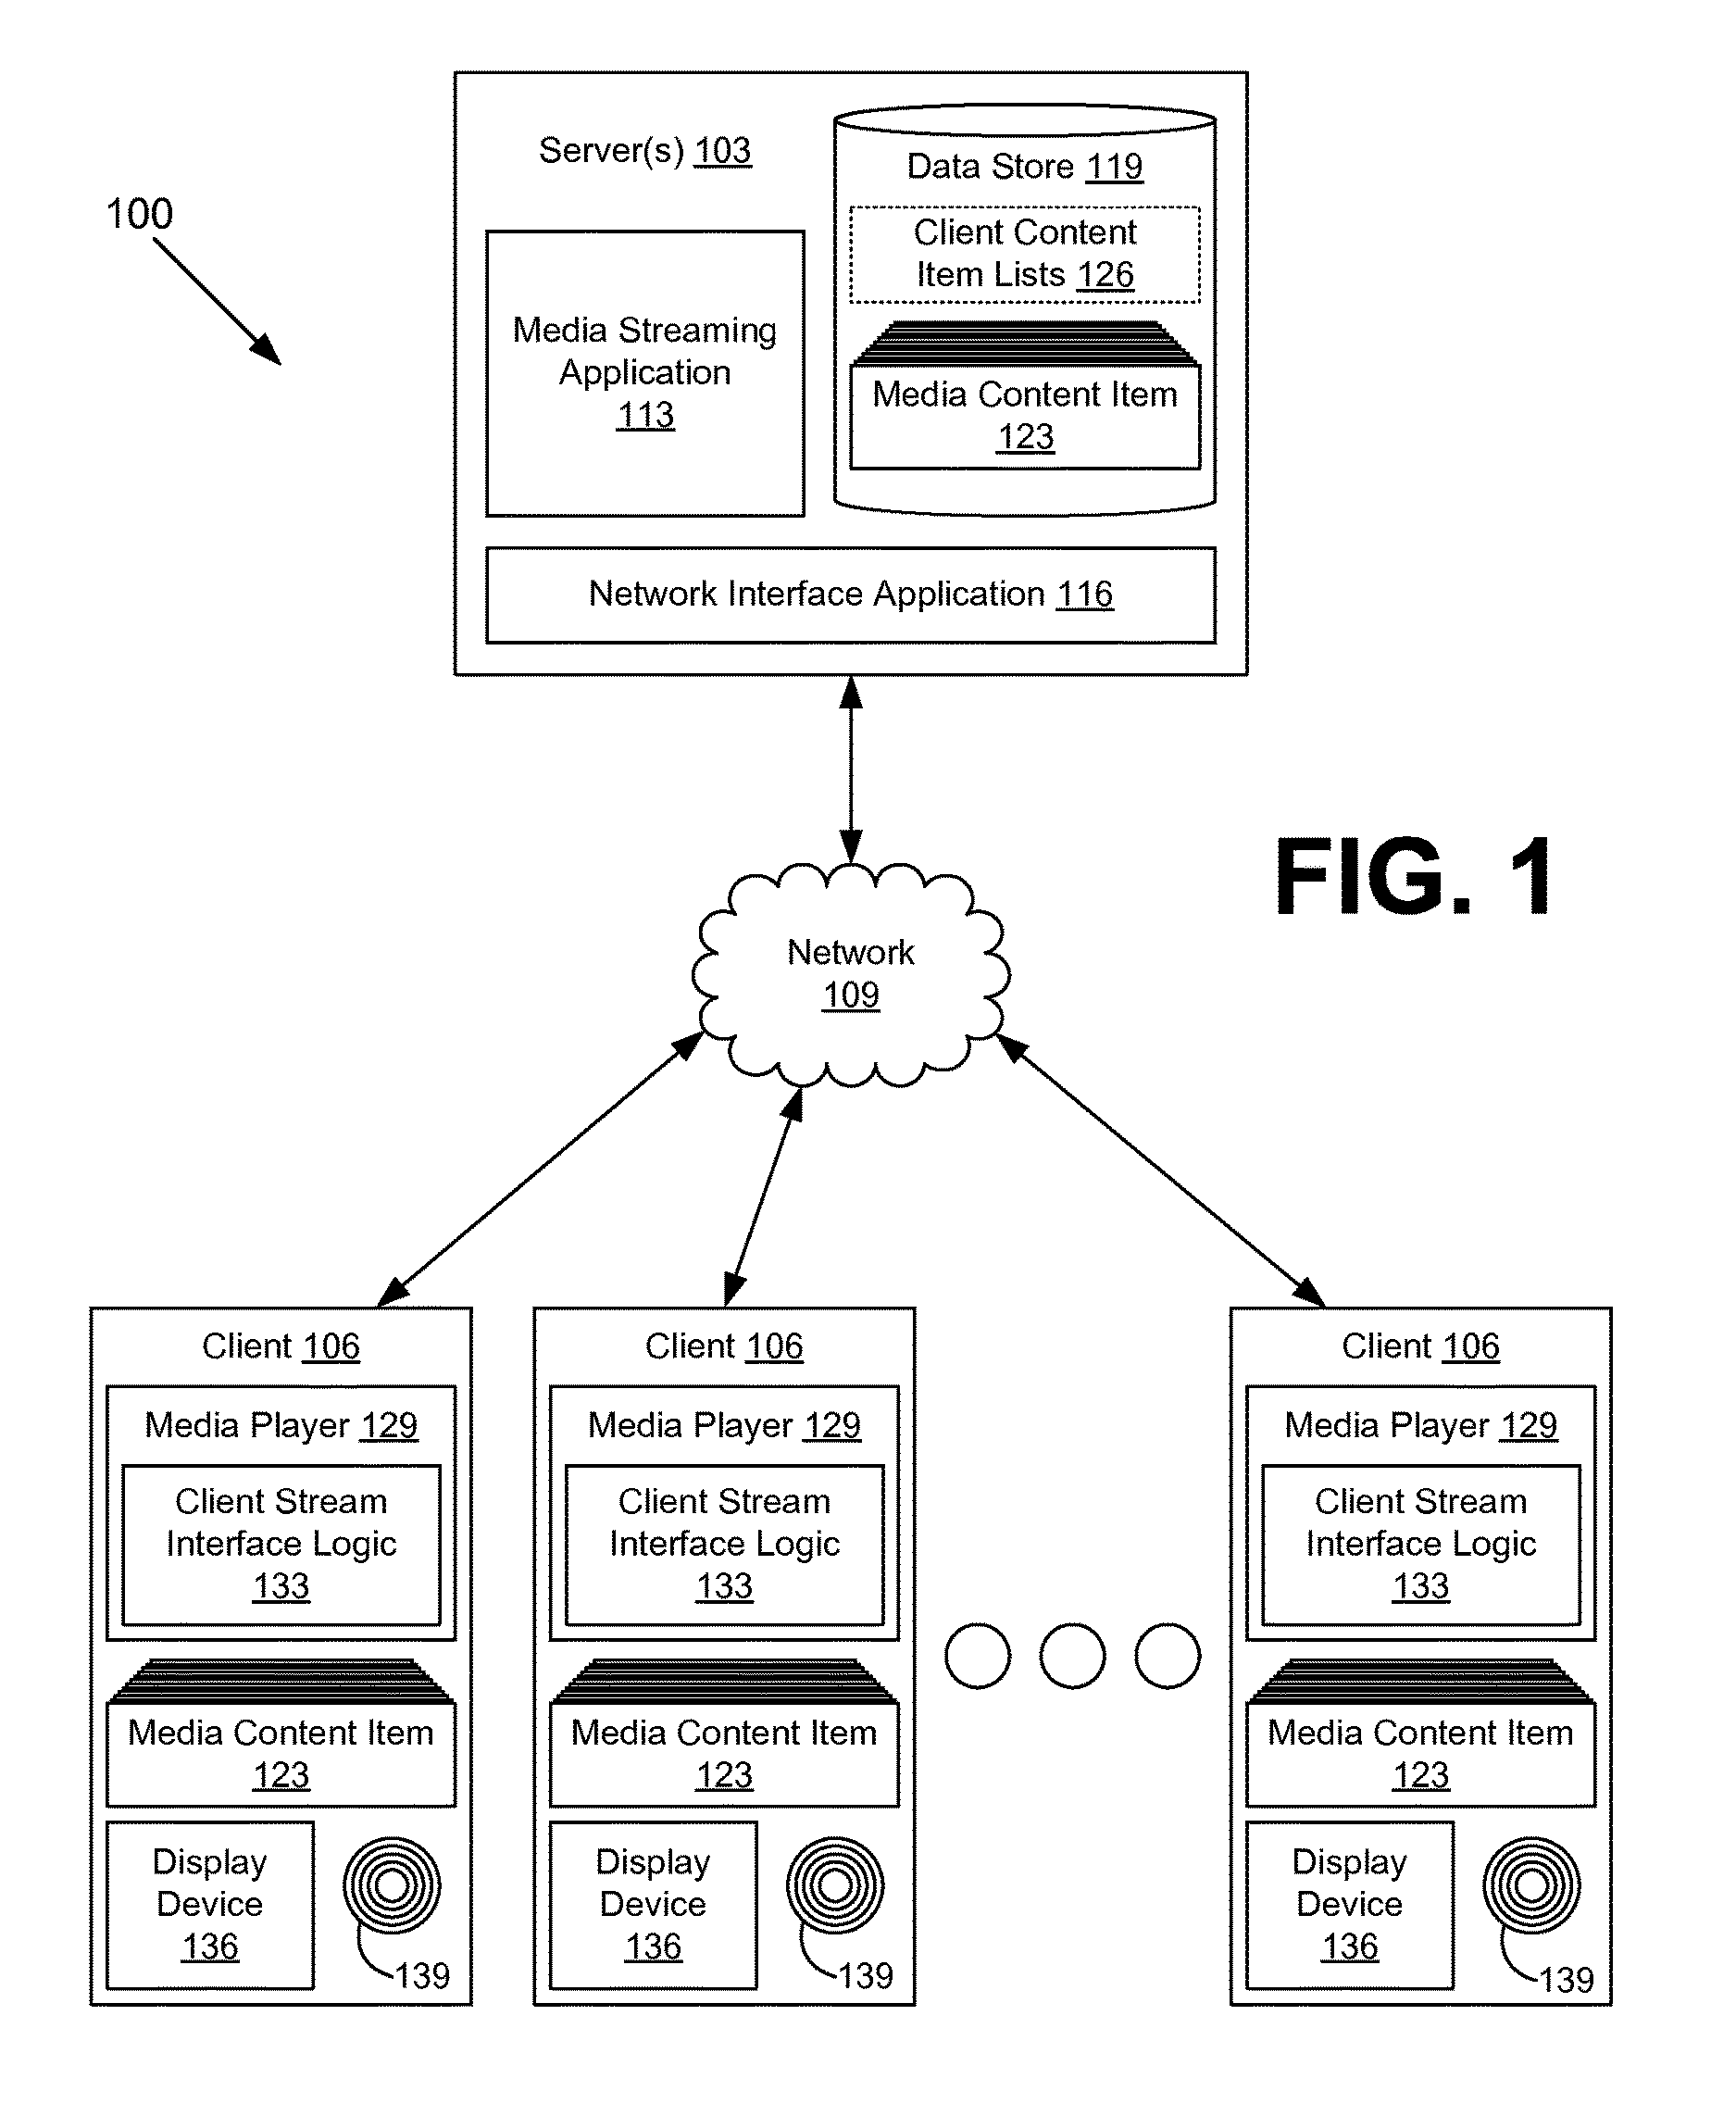 100
Server(s) 103
Data Store 119
Client Content
Item Lists 126
Media Streaming
Application
113
Media Content Item
123
Network Interface Application 116
FIG. 1
Network
109
Client 106
Media Player 129
Client Stream
Interface Logic
133
Media Content Item
123
Display
Device
136
139
Client 106
Media Player 129
Client Stream
Interface Logic
133
Media Content Item
123
Display
Device
136
139
Client 106
Media Player 129
Client Stream
Interface Logic
133
Media Content Item
123
Display
Device
136
139